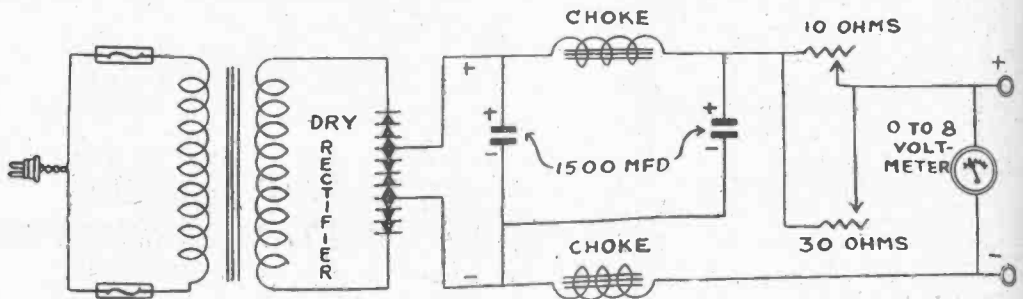 CHOKE
10 OHMS
+
+
+
+
DRY
RECTIFIER
-
1500 MFD
-
0 TO 8
VOLT-
METER
CHOKE
30 OHMS
-
-